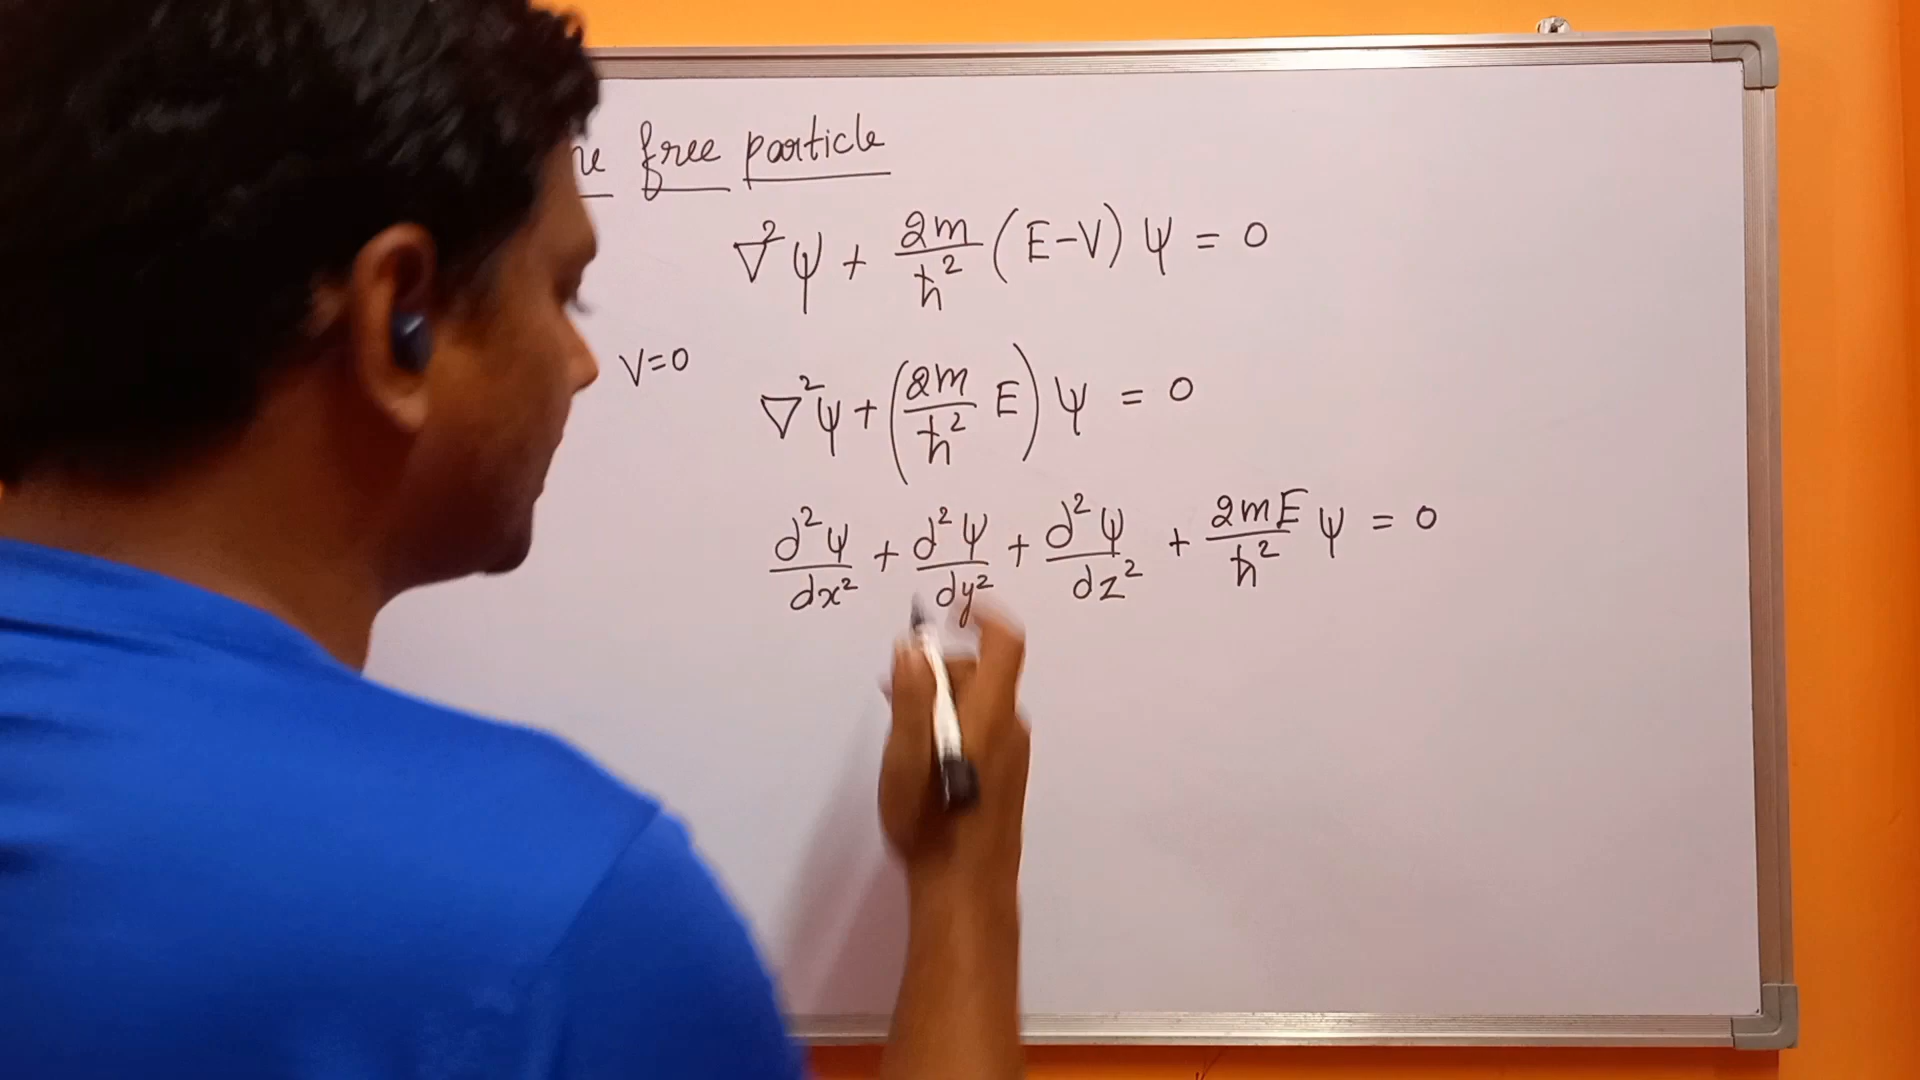 free particle
∇²ψ + 2m/ħ² (E-V) ψ = 0
V=0
∇²ψ + (2m/ħ² E) ψ = 0
d²ψ/dx² + d²ψ/dy² + d²ψ/dz² + 2mE/ħ² ψ = 0